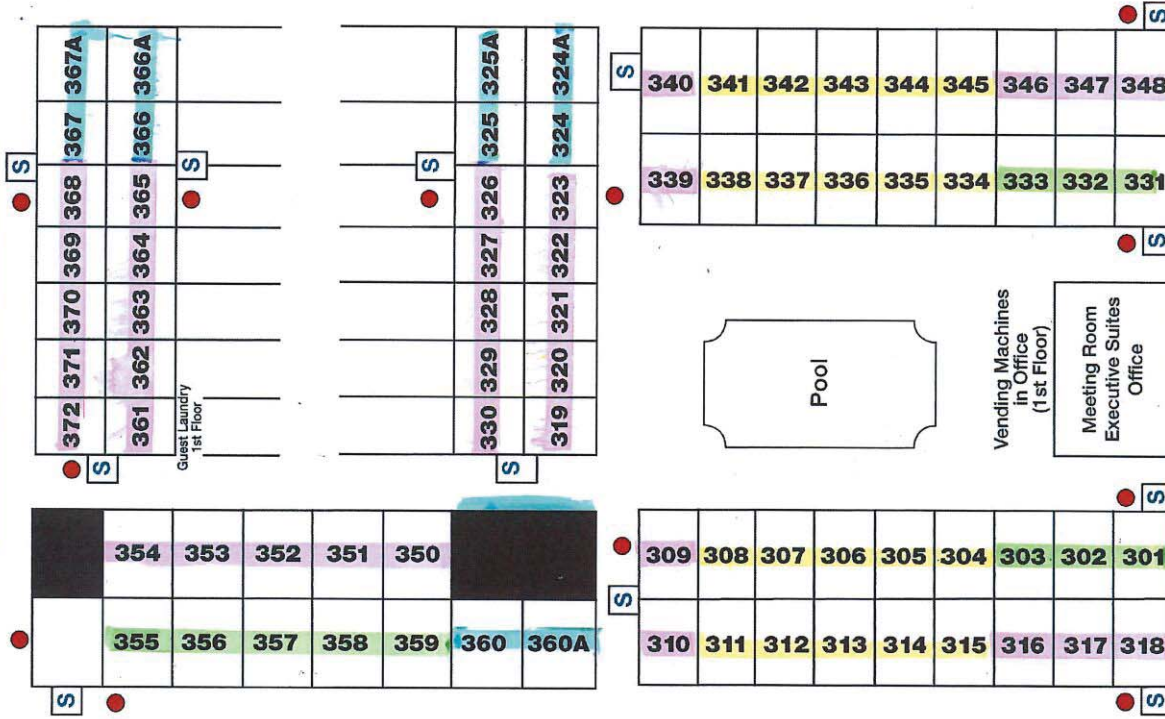 S
367A
367
368
369
370
371
372
366A
366
365
364
363
362
361
S
S
S
Guest Laundry
1st Floor
325A
325
326
327
328
329
330
324A
324
323
322
321
320
319
S
S
S
S
340 341 342 343 344 345 346 347 348
339 338 337 336 335 334 333 332 331
S
Pool
Vending Machines
in Office
(1st Floor)
Meeting Room
Executive Suites
Office
354 353 352 351 350
355 356 357 358 359 360 360A
S
S
S
309 308 307 306 305 304 303 302 301
310 311 312 313 314 315 316 317 318
S